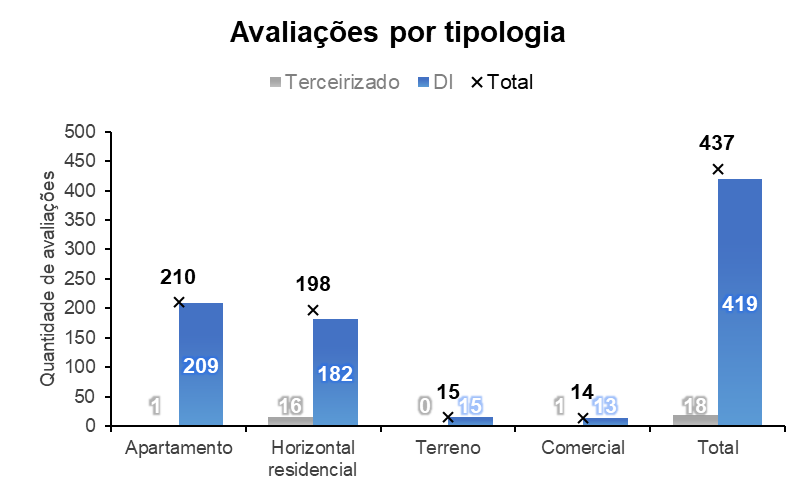 Avaliações por tipologia
Terceirizado DI Total
Quantidade de avaliações
500
450
400
350
300
250
200
150
100
50
0
210
1
209
198
16
182
15
0
15
14
1
13
437
18
419
Apartamento
Horizontal
residencial
Terreno
Comercial
Total